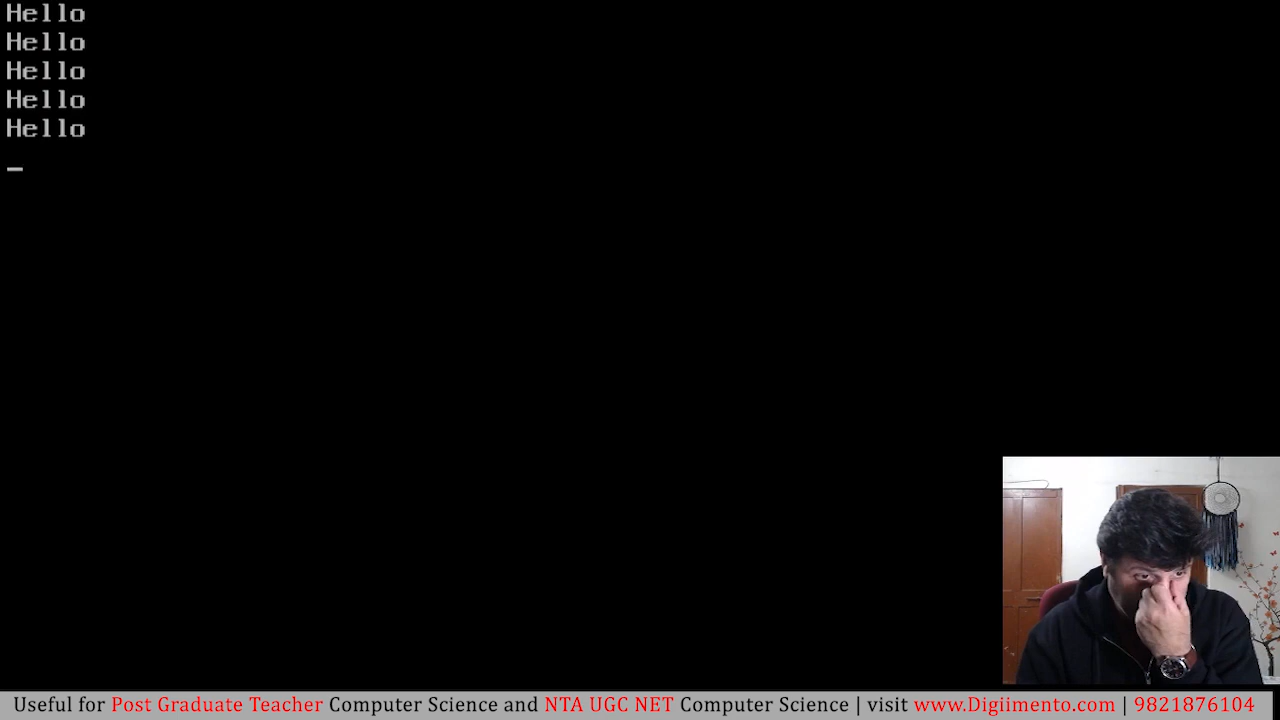 Hello
Hello
Hello
Hello
Hello
_
Useful for Post Graduate Teacher Computer Science and NTA UGC NET Computer Science | visit www.Digiimento.com | 9821876104